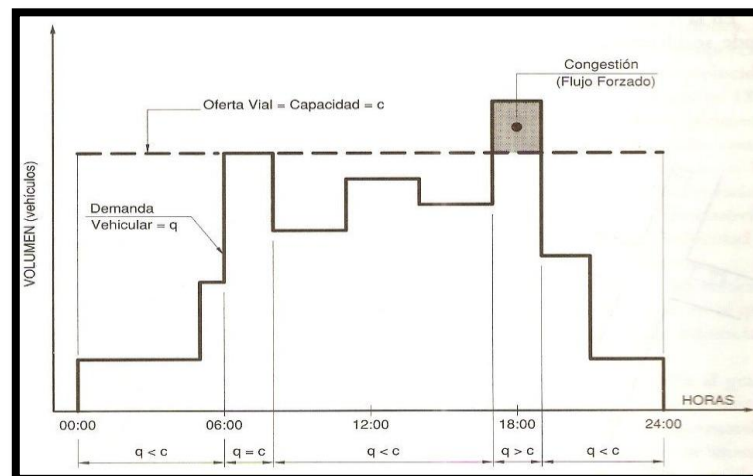 Congestión
(Flujo Forzado)
Oferta Vial = Capacidad = c
Demanda
Vehicular = q
VOLUMEN (vehículos)
HORAS
00:00 06:00 12:00 18:00 24:00
q < c q = c q < c q > c q < c